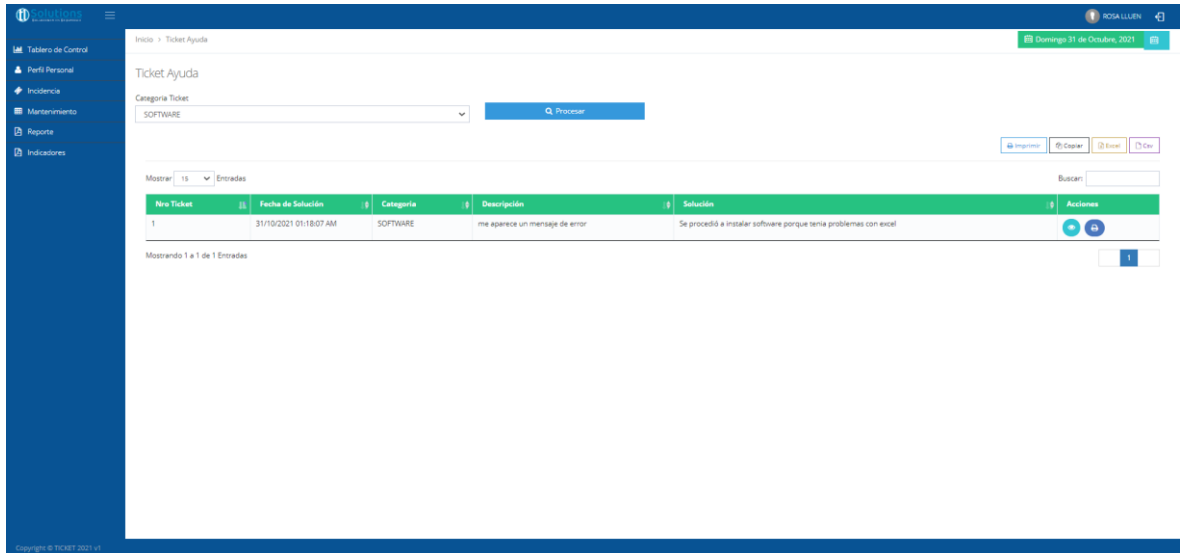 Solutions
ROSA LLUEN
Tablero de Control
Perfil Personal
Incidencia
Mantenimiento
Reporte
Indicadores
Inicio > Ticket Ayuda
Domingo 31 de Octubre, 2021
Ticket Ayuda
Categoria Ticket
SOFTWARE
Procesar
Imprimir Copiar Excel Csv
Mostrar 15 Entradas
Buscar:
Nro Ticket Fecha de Solución Categoria Descripción Solución Acciones
1 31/10/2021 01:18:07 AM SOFTWARE me aparece un mensaje de error Se procedió a instalar software porque tenia problemas con excel
Mostrando 1 a 1 de 1 Entradas
1
Copyright © TICKET 2021 v1